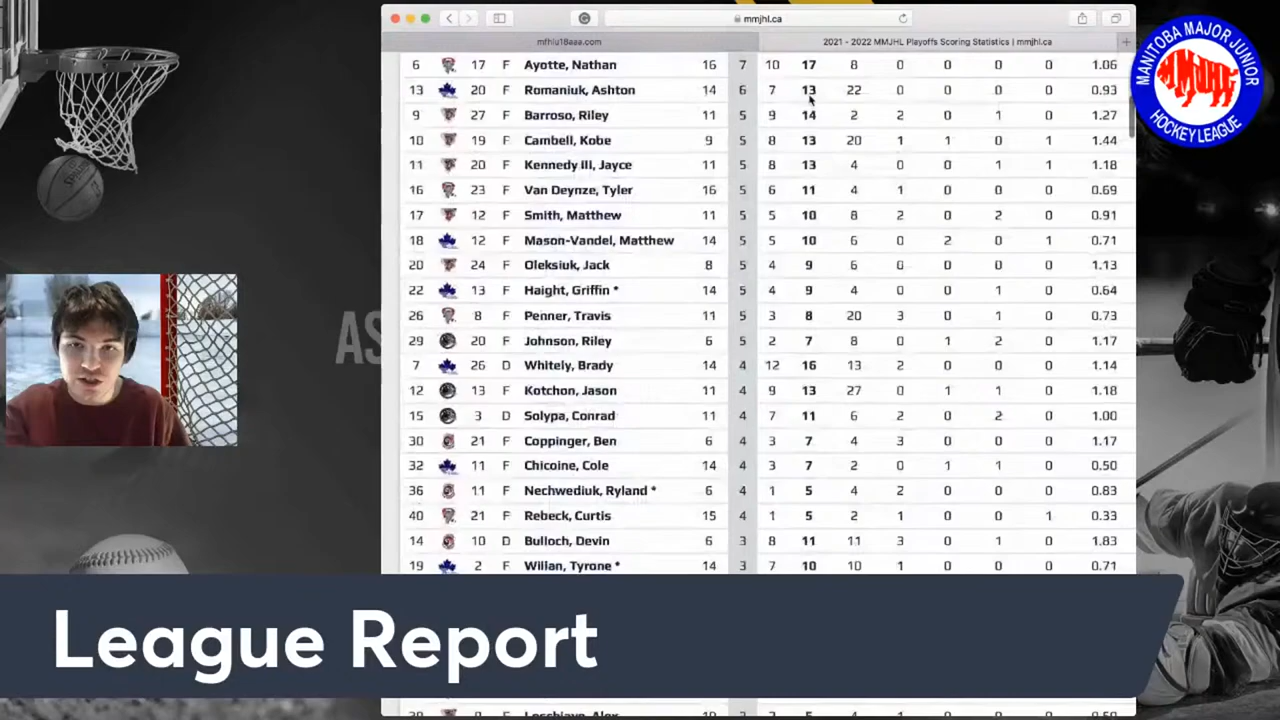 mmjhl.ca
mfhlu18aaa.com
2021 - 2022 MMJHL Playoffs Scoring Statistics | mmjhl.ca
MANITOBA MAJOR JUNIOR
MMJHL
HOCKEY LEAGUE
6 17 F Ayotte, Nathan 16 7 10 17 8 0 0 0 0 1.06
13 20 F Romaniuk, Ashton 14 6 7 13 22 0 0 0 0 0.93
9 27 F Barroso, Riley 11 5 9 14 2 2 0 1 0 1.27
10 19 F Cambell, Kobe 9 5 8 13 20 1 1 0 1 1.44
11 20 F Kennedy iii, Jayce 11 5 8 13 4 0 0 1 1 1.18
16 23 F Van Deynze, Tyler 16 5 6 11 4 1 0 0 0 0.69
17 12 F Smith, Matthew 11 5 5 10 8 2 0 2 0 0.91
18 12 F Mason-Vandel, Matthew 14 5 5 10 6 0 2 0 1 0.71
20 24 F Oleksiuk, Jack 8 5 4 9 6 0 0 0 0 1.13
22 13 F Haight, Griffin * 14 5 4 9 4 0 0 1 0 0.64
26 8 F Penner, Travis 11 5 3 8 20 3 0 1 0 0.73
29 20 F Johnson, Riley 6 5 2 7 8 0 1 2 0 1.17
7 26 D Whitely, Brady 14 4 12 16 13 2 0 0 0 1.14
12 13 F Kotchon, Jason 11 4 9 13 27 0 1 1 0 1.18
15 3 D Solypa, Conrad 11 4 7 11 6 2 0 2 0 1.00
30 21 F Coppinger, Ben 6 4 3 7 4 3 0 0 0 1.17
32 11 F Chicoine, Cole 14 4 3 7 2 0 1 1 0 0.50
36 11 F Nechwediuk, Ryland * 6 4 1 5 4 2 0 0 0 0.83
40 21 F Rebeck, Curtis 15 4 1 5 2 1 0 0 1 0.33
14 10 D Bulloch, Devin 6 3 8 11 11 3 0 1 0 1.83
19 2 F Willan, Tyrone * 14 3 7 10 10 1 0 0 0 0.71
AS
League Report